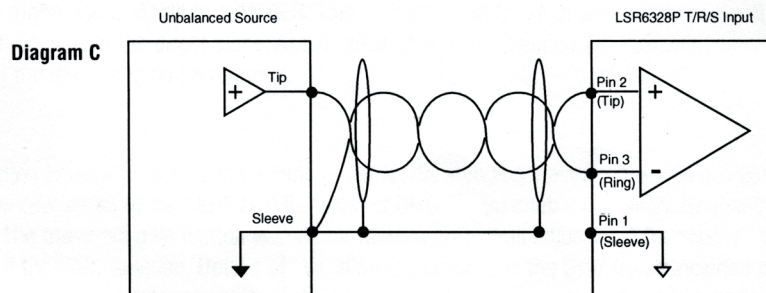 Unbalanced Source
LSR6328P T/R/S Input
Diagram C
Tip
+
Pin 2
(Tip)
+
Pin 3
(Ring)
-
Sleeve
Pin 1
(Sleeve)